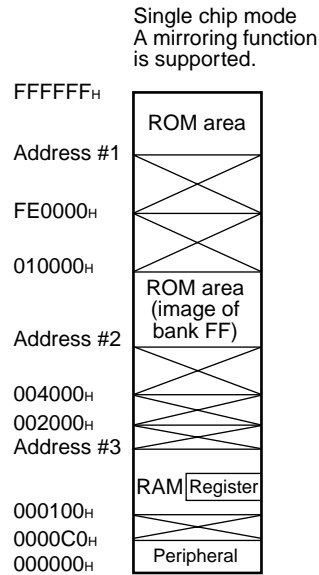 Single chip mode
A mirroring function
is supported.
FFFFFFH
ROM area
Address #1
FE0000H
010000H
ROM area
(image of
bank FF)
Address #2
004000H
002000H
Address #3
RAM Register
000100H
0000C0H
Peripheral
000000H